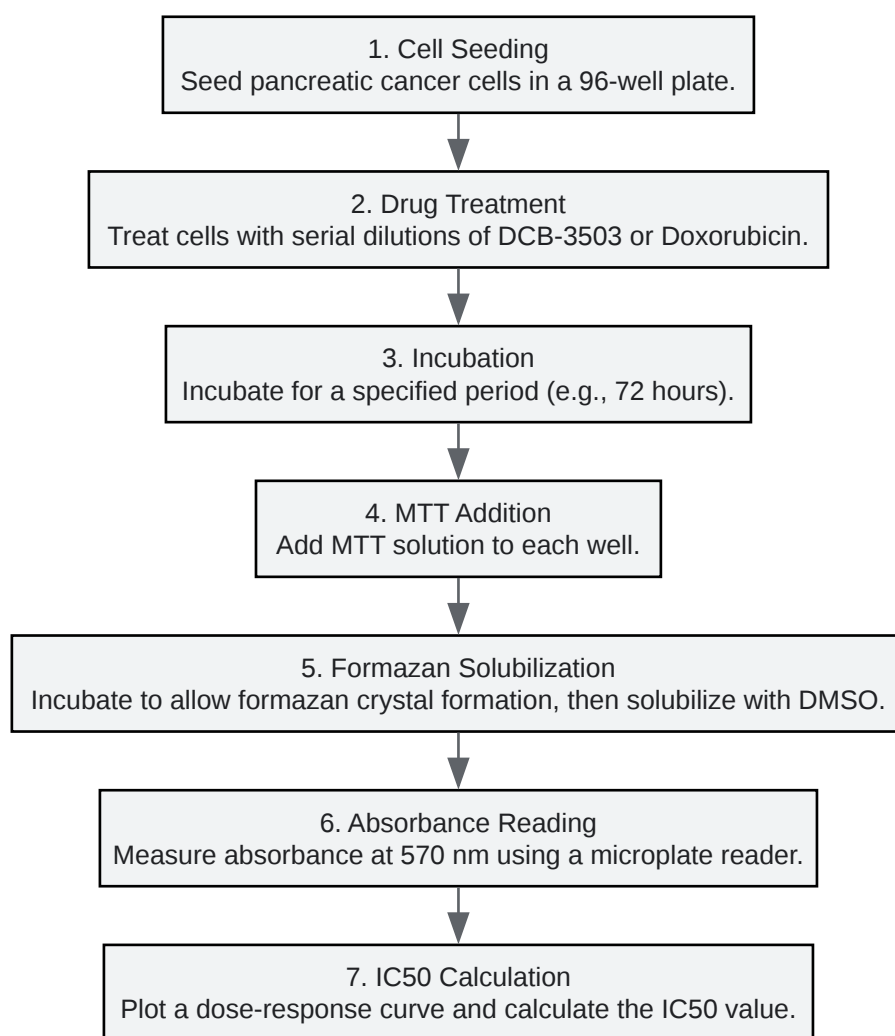 1. Cell Seeding
Seed pancreatic cancer cells in a 96-well plate.
2. Drug Treatment
Treat cells with serial dilutions of DCB-3503 or Doxorubicin.
3. Incubation
Incubate for a specified period (e.g., 72 hours).
4. MTT Addition
Add MTT solution to each well.
5. Formazan Solubilization
Incubate to allow formazan crystal formation, then solubilize with DMSO.
6. Absorbance Reading
Measure absorbance at 570 nm using a microplate reader.
7. IC50 Calculation
Plot a dose-response curve and calculate the IC50 value.